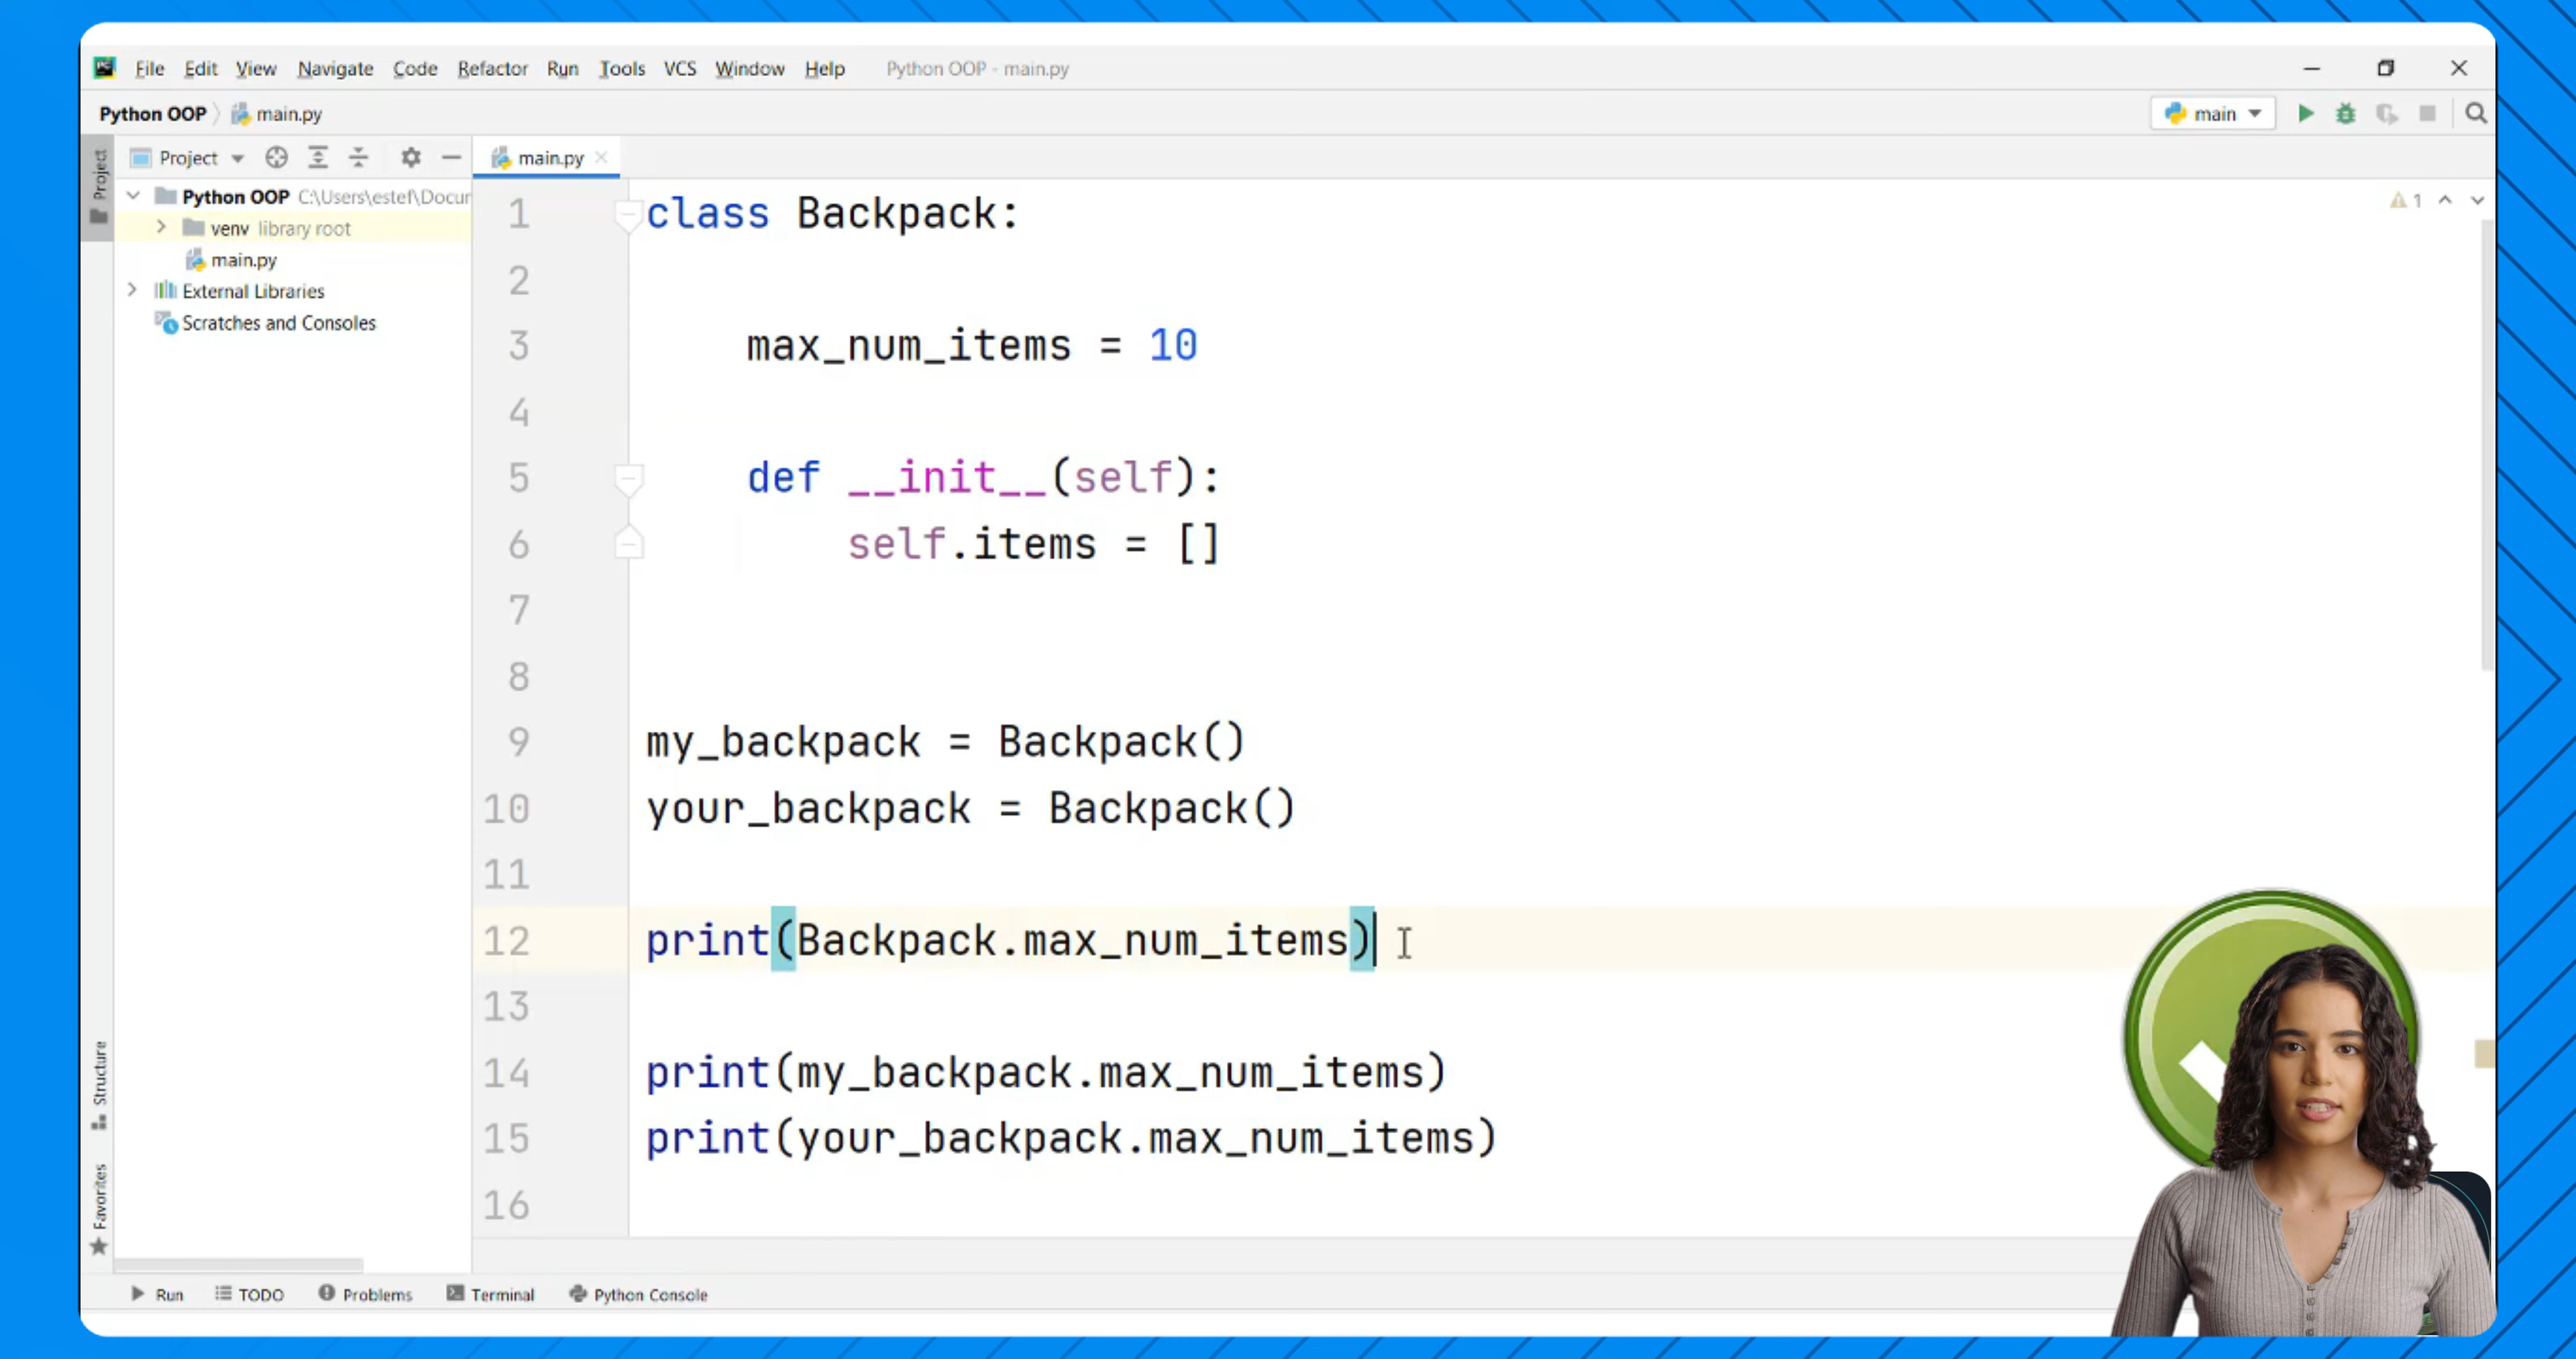 File Edit View Navigate Code Refactor Run Tools VCS Window Help Python OOP - main.py
Python OOP main.py main
Project
Project
main.py
Python OOP C:\Users\estef\Docur
venv library root
main.py
External Libraries
Scratches and Consoles
1
1 class Backpack:
2
3 max_num_items = 10
4
5 def __init__(self):
6 self.items = []
7
8
9 my_backpack = Backpack()
10 your_backpack = Backpack()
11
12 print(Backpack.max_num_items)
13
14 print(my_backpack.max_num_items)
15 print(your_backpack.max_num_items)
16
Structure
Favorites
Run TODO Problems Terminal Python Console